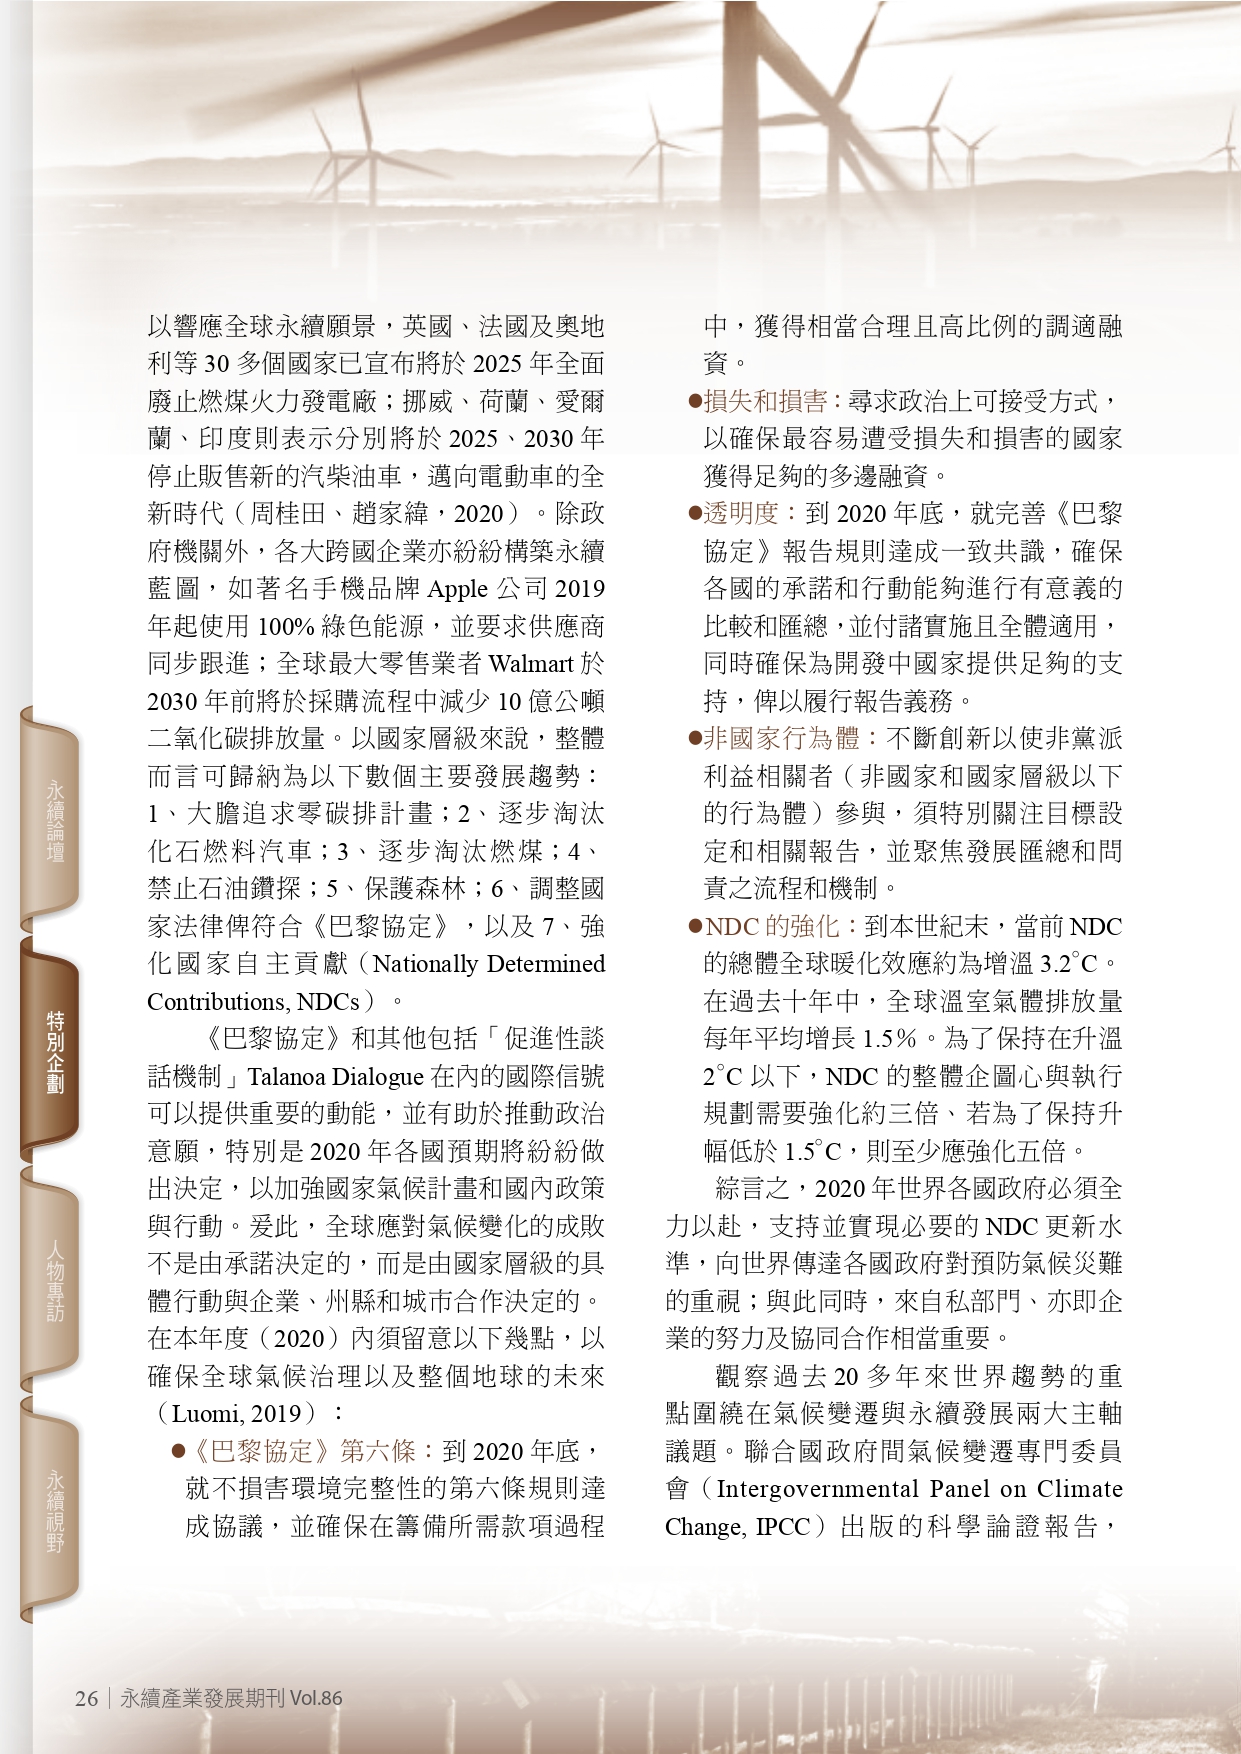 以響應全球永續願景，英國、法國及奧地
利等 30 多個國家已宣布將於 2025 年全面
廢止燃煤火力發電廠；挪威、荷蘭、愛爾
蘭、印度則表示分別將於 2025、2030 年
停止販售新的汽柴油車，邁向電動車的全
新時代（周桂田、趙家緯，2020）。除政
府機關外，各大跨國企業亦紛紛構築永續
藍圖，如著名手機品牌 Apple 公司 2019
年起使用 100% 綠色能源，並要求供應商
同步跟進；全球最大零售業者 Walmart 於
2030 年前將於採購流程中減少 10 億公噸
二氧化碳排放量。以國家層級來說，整體
而言可歸納為以下數個主要發展趨勢：
1、大膽追求零碳排計畫；2、逐步淘汰
化石燃料汽車；3、逐步淘汰燃煤；4、
禁止石油鑽探；5、保護森林；6、調整國
家法律俾符合《巴黎協定》，以及 7、強
化國家自主貢獻（Nationally Determined
Contributions, NDCs）。
《巴黎協定》和其他包括「促進性談
話機制」Talanoa Dialogue 在內的國際信號
可以提供重要的動能，並有助於推動政治
意願，特別是 2020 年各國預期將紛紛做
出決定，以加強國家氣候計畫和國內政策
與行動。爰此，全球應對氣候變化的成敗
不是由承諾決定的，而是由國家層級的具
體行動與企業、州縣和城市合作決定的。
在本年度（2020）內須留意以下幾點，以
確保全球氣候治理以及整個地球的未來
（Luomi, 2019）：
●《巴黎協定》第六條：到 2020 年底，
就不損害環境完整性的第六條規則達
成協議，並確保在籌備所需款項過程
中，獲得相當合理且高比例的調適融
資。
●損失和損害：尋求政治上可接受方式，
以確保最容易遭受損失和損害的國家
獲得足夠的多邊融資。
●透明度：到 2020 年底，就完善《巴黎
協定》報告規則達成一致共識，確保
各國的承諾和行動能夠進行有意義的
比較和匯總，並付諸實施且全體適用，
同時確保為開發中國家提供足夠的支
持，俾以履行報告義務。
●非國家行為體：不斷創新以使非黨派
利益相關者（非國家和國家層級以下
的行為體）參與，須特別關注目標設
定和相關報告，並聚焦發展匯總和問
責之流程和機制。
●NDC 的強化：到本世紀末，當前 NDC
的總體全球暖化效應約為增溫 3.2°C。
在過去十年中，全球溫室氣體排放量
每年平均增長 1.5％。為了保持在升溫
2°C 以下，NDC 的整體企圖心與執行
規劃需要強化約三倍、若為了保持升
幅低於 1.5°C，則至少應強化五倍。
綜言之，2020 年世界各國政府必須全
力以赴，支持並實現必要的 NDC 更新水
準，向世界傳達各國政府對預防氣候災難
的重視；與此同時，來自私部門、亦即企
業的努力及協同合作相當重要。
觀察過去 20 多年來世界趨勢的重
點圍繞在氣候變遷與永續發展兩大主軸
議題。聯合國政府間氣候變遷專門委員
會（Intergovernmental Panel on Climate
Change, IPCC）出版的科學論證報告，
永續論壇
特別企劃
人物專訪
永續視野
26｜永續產業發展期刊 Vol.86